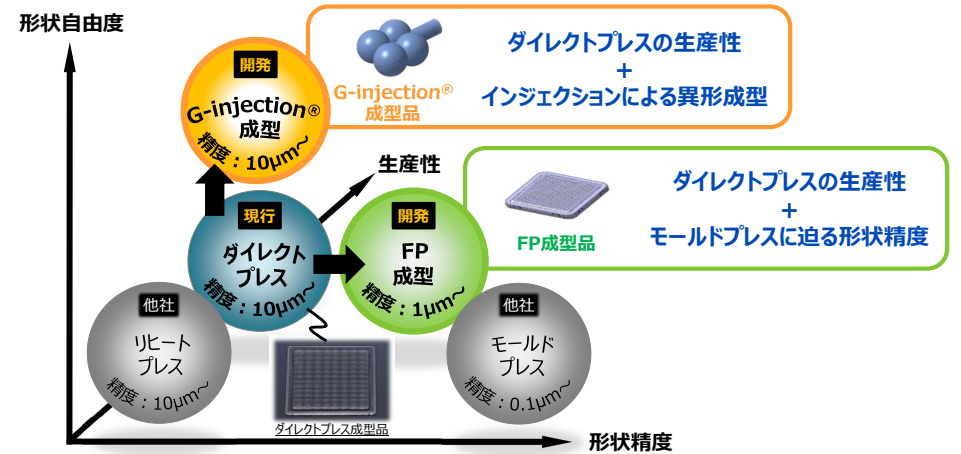 形状自由度
開発
G-injection®
成型
精度：10μm～
G-injection®
成型品
ダイレクトプレスの生産性
+
インジェクションによる異形成型
生産性
現行
ダイレクト
プレス
精度：10μm～
開発
FP
成型
精度：1μm～
FP成型品
ダイレクトプレスの生産性
+
モールドプレスに迫る形状精度
他社
リヒート
プレス
精度：10μm～
ダイレクトプレス成型品
他社
モールド
プレス
精度：0.1μm～
形状精度